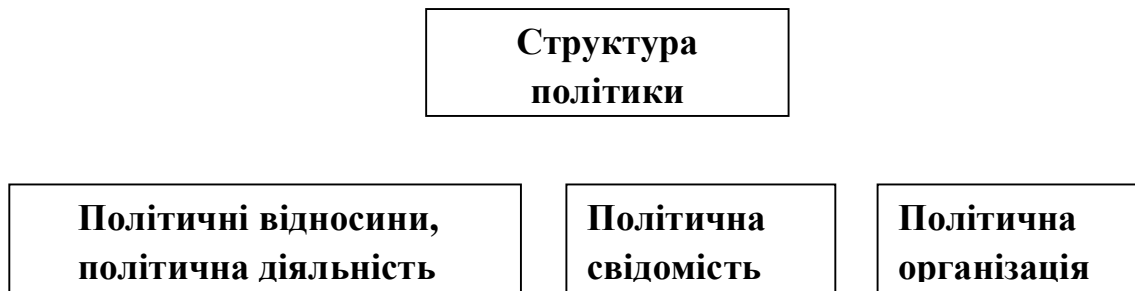 Структура
політики
Політичні відносини,
політична діяльність
Політична
свідомість
Політична
організація